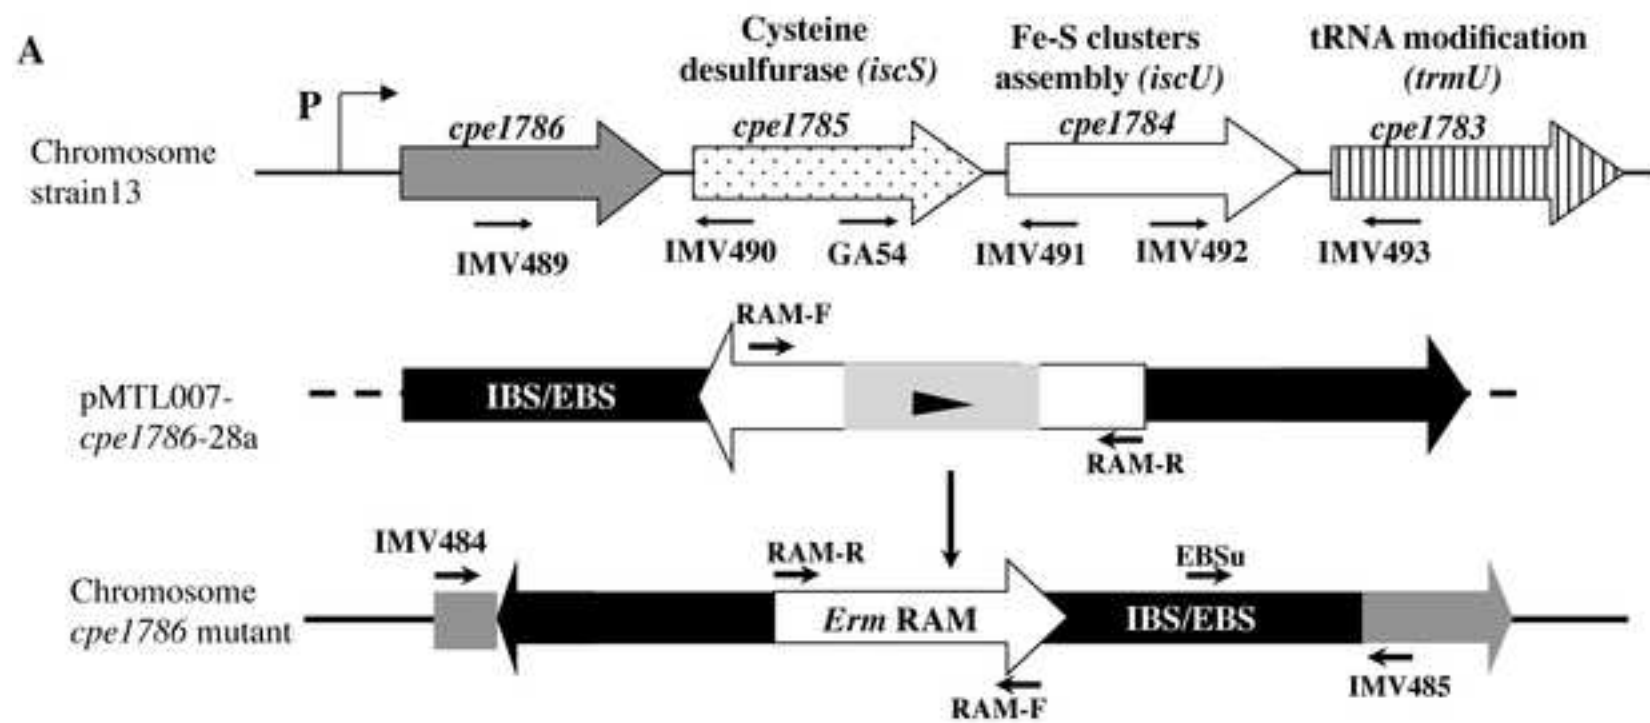 A
Cysteine
desulfurase (iscS)
Fe-S clusters
assembly (iscU)
tRNA modification
(trmU)
P
cpe1786
cpe1785
cpe1784
cpe1783
Chromosome
strain13
IMV489
IMV490
GA54
IMV491
IMV492
IMV493
RAM-F
pMTL007-
cpe1786-28a
IBS/EBS
RAM-R
IMV484
RAM-R
EBSu
Chromosome
cpe1786 mutant
Erm RAM
IBS/EBS
RAM-F
IMV485